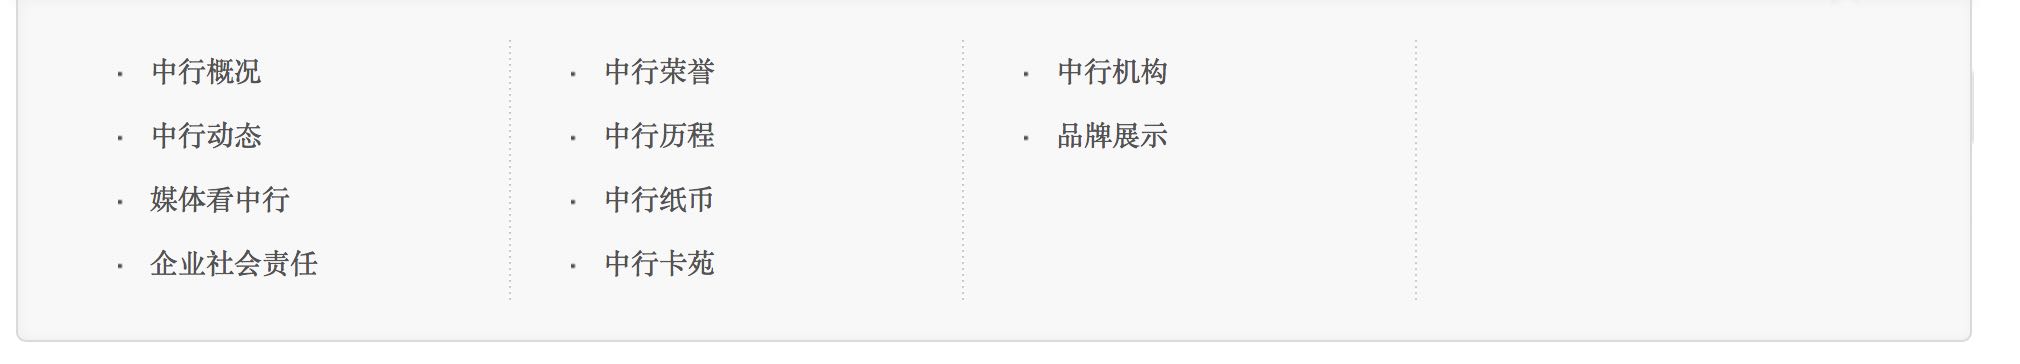 中行概况
中行动态
媒体看中行
企业社会责任
中行荣誉
中行历程
中行纸币
中行卡苑
中行机构
品牌展示